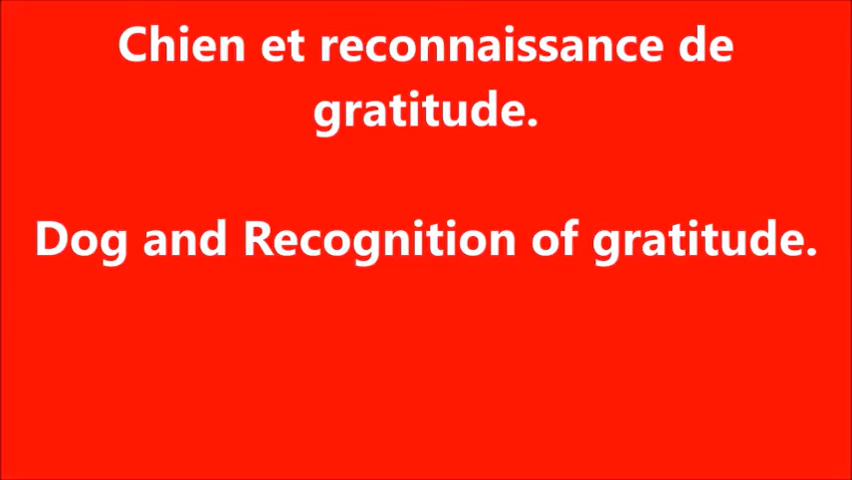 Chien et reconnaissance de
gratitude.
Dog and Recognition of gratitude.